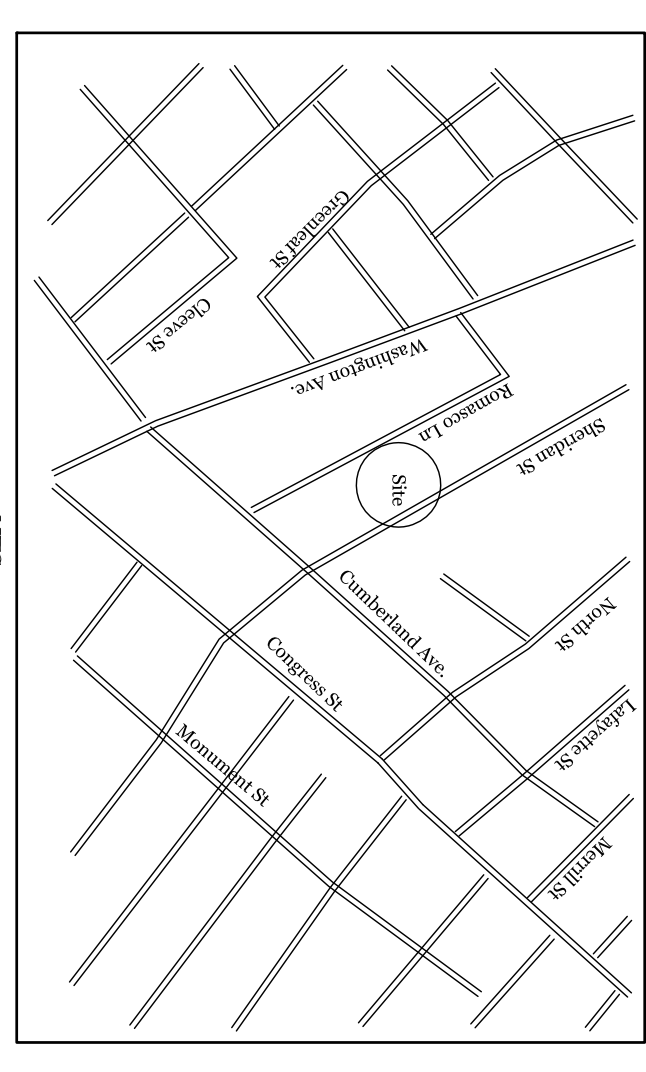 Greenleaf St
Cleeve St
Washington Ave.
Romasco Ln
Sheridan St
Site
Cumberland Ave.
North St
Congress St
Lafayette St
Monument St
Merrill St